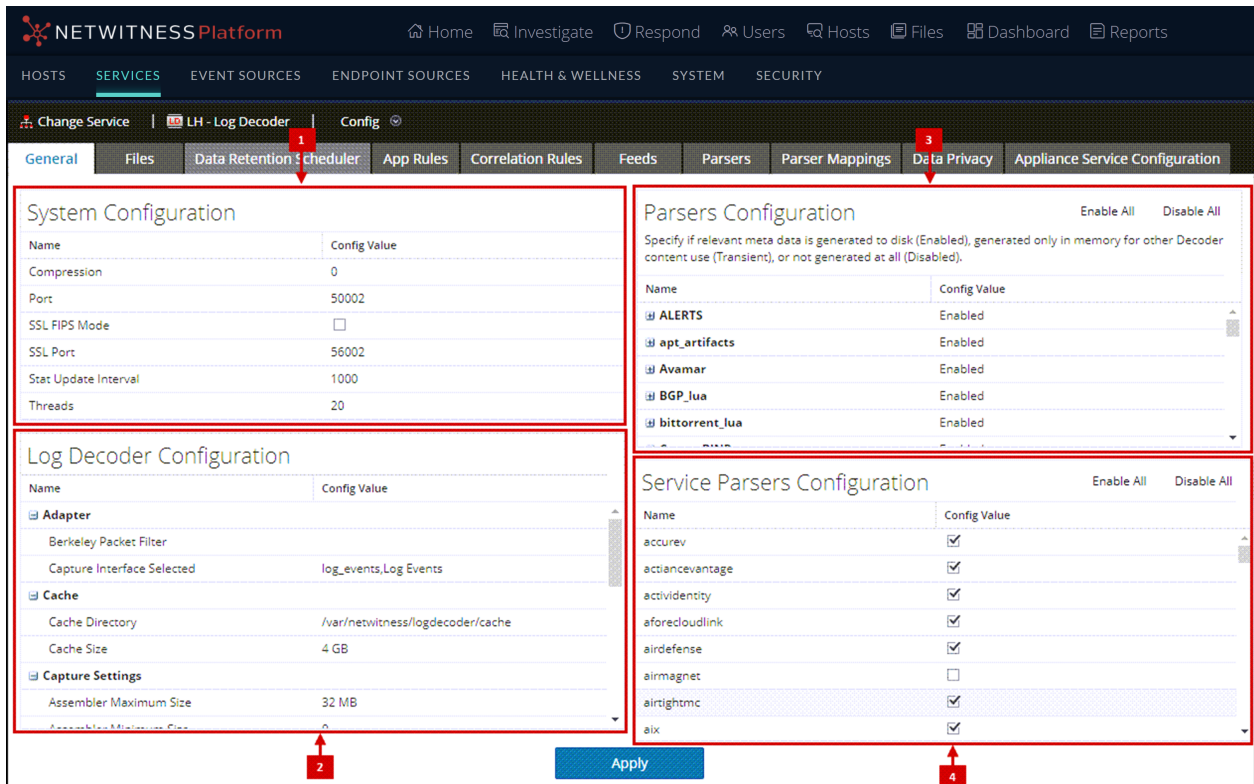 NETWITNESS Platform
Home Investigate Respond Users Hosts Files Dashboard Reports
HOSTS SERVICES EVENT SOURCES ENDPOINT SOURCES HEALTH & WELLNESS SYSTEM SECURITY
Change Service | LD LH - Log Decoder | Config
1 3
General Files Data Retention Scheduler App Rules Correlation Rules Feeds Parsers Parser Mappings Data Privacy Appliance Service Configuration
System Configuration
Name Config Value
Compression 0
Port 50002
SSL FIPS Mode
SSL Port 56002
Stat Update Interval 1000
Threads 20
Log Decoder Configuration
Name Config Value
Adapter
Berkeley Packet Filter
Capture Interface Selected log_events,Log Events
Cache
Cache Directory /var/netwitness/logdecoder/cache
Cache Size 4 GB
Capture Settings
Assembler Maximum Size 32 MB
Assembler Minimum Size 0
2
Parsers Configuration Enable All Disable All
Specify if relevant meta data is generated to disk (Enabled), generated only in memory for other Decoder
content use (Transient), or not generated at all (Disabled).
Name Config Value
ALERTS Enabled
apt_artifacts Enabled
Avamar Enabled
BGP_lua Enabled
bittorrent_lua Enabled
Service Parsers Configuration Enable All Disable All
Name Config Value
accurev
actiancevantage
actividentity
aforecloudlink
airdefense
airmagnet
airtightmc
aix
4
Apply